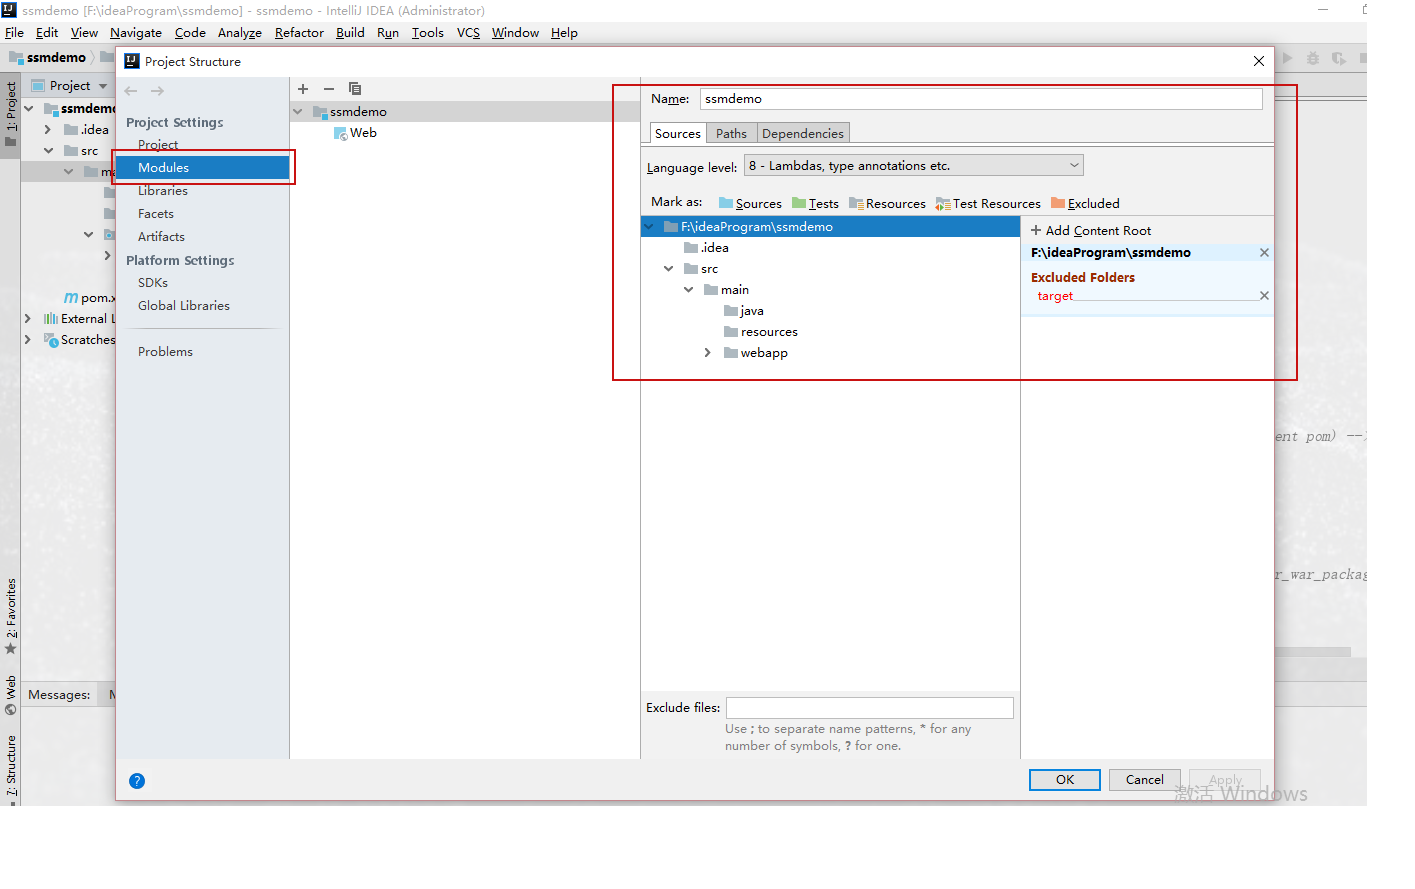 ssmdemo [F:\ideaProgram\ssmdemo] - ssmdemo - IntelliJ IDEA (Administrator)
File Edit View Navigate Code Analyze Refactor Build Run Tools VCS Window Help
ssmdemo
Project Structure
1: Project
Project
ssmdemo
.idea
src
ma
pom.x
External L
Scratches
2: Favorites
Web
7: Structure
Messages:
Project Settings
Project
Modules
Libraries
Facets
Artifacts
Platform Settings
SDKs
Global Libraries
Problems
ssmdemo
Web
Name: ssmdemo
Sources Paths Dependencies
Language level: 8 - Lambdas, type annotations etc.
Mark as: Sources Tests Resources Test Resources Excluded
F:\ideaProgram\ssmdemo
.idea
src
main
java
resources
webapp
+ Add Content Root
F:\ideaProgram\ssmdemo
Excluded Folders
target
ent pom) --
r_war_packag
Exclude files:
Use ; to separate name patterns, * for any
number of symbols, ? for one.
? OK Cancel Apply
激活 Windows